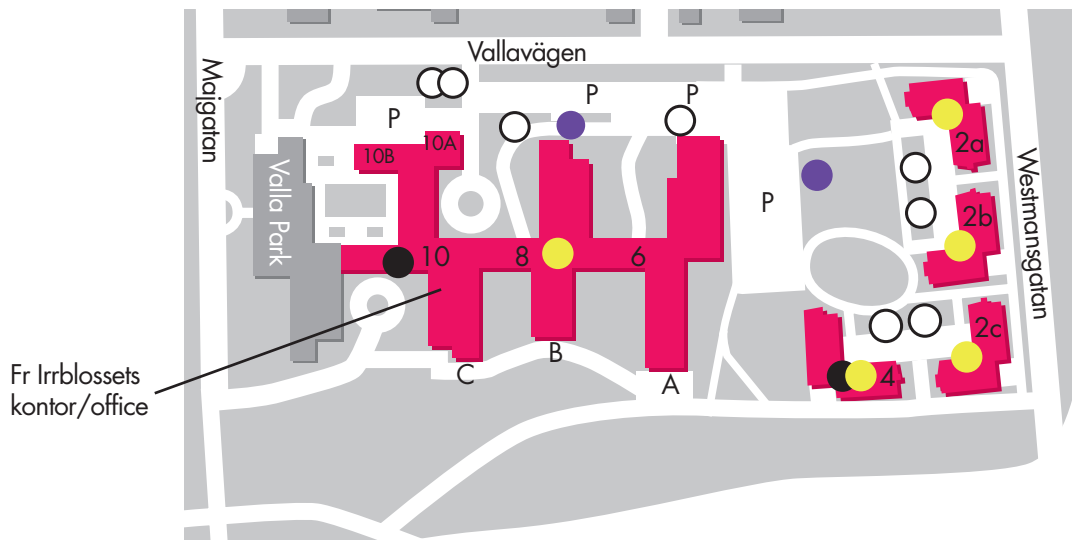 Vallavägen
Majgatan
P
P
P
10A
10B
2a
Valla Park
Westmansgatan
P
2b
10
8
6
2c
B
Fr Irrblossets
kontor/office
C
A
4